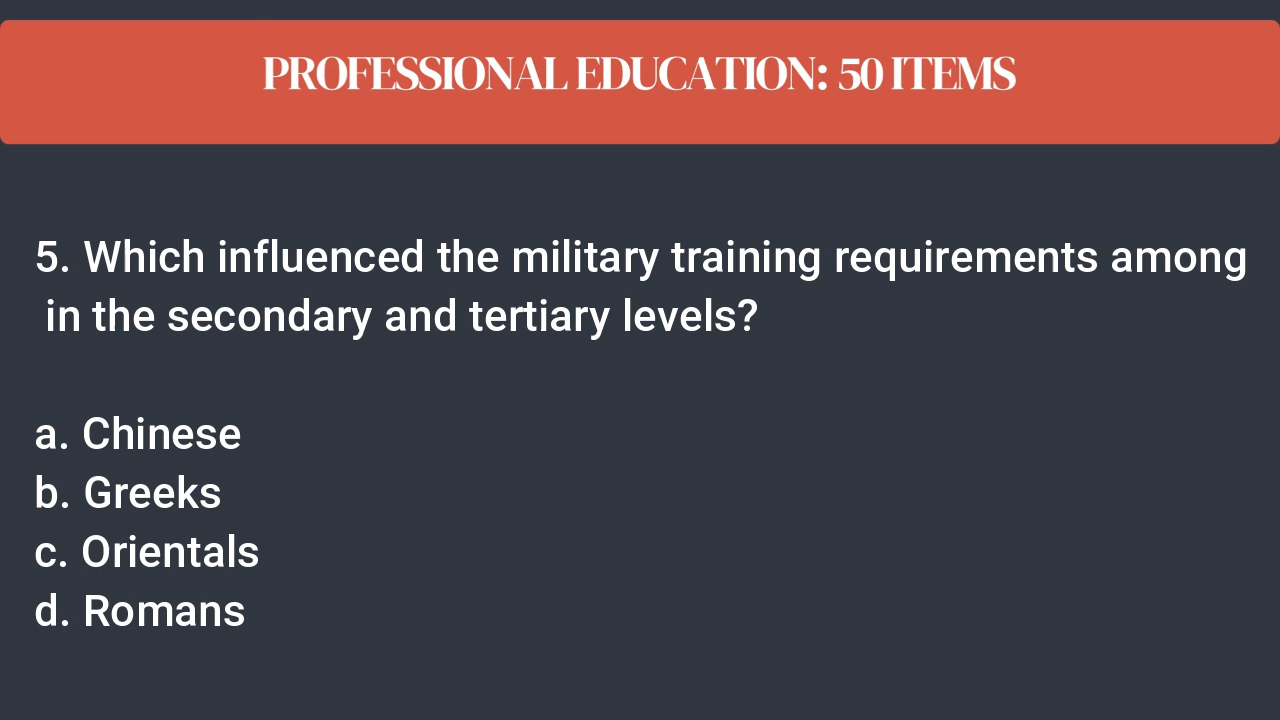 PROFESSIONAL EDUCATION: 50 ITEMS
5. Which influenced the military training requirements among
in the secondary and tertiary levels?
a. Chinese
b. Greeks
c. Orientals
d. Romans